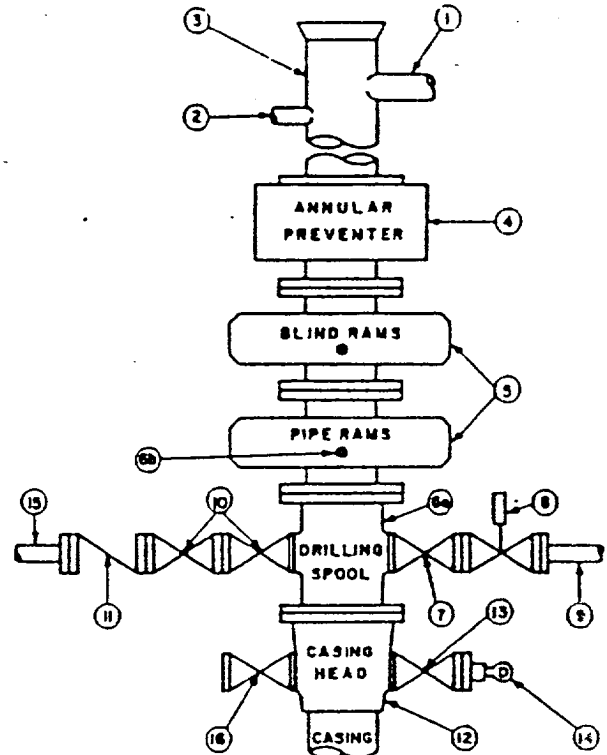 3
1
2
ANNULAR
PREVENTER
4
BLIND RAMS
5
PIPE RAMS
6b
10
6a
8
15
DRILLING
SPOOL
11
7
9
13
CASING
HEAD
16
12
14
CASING